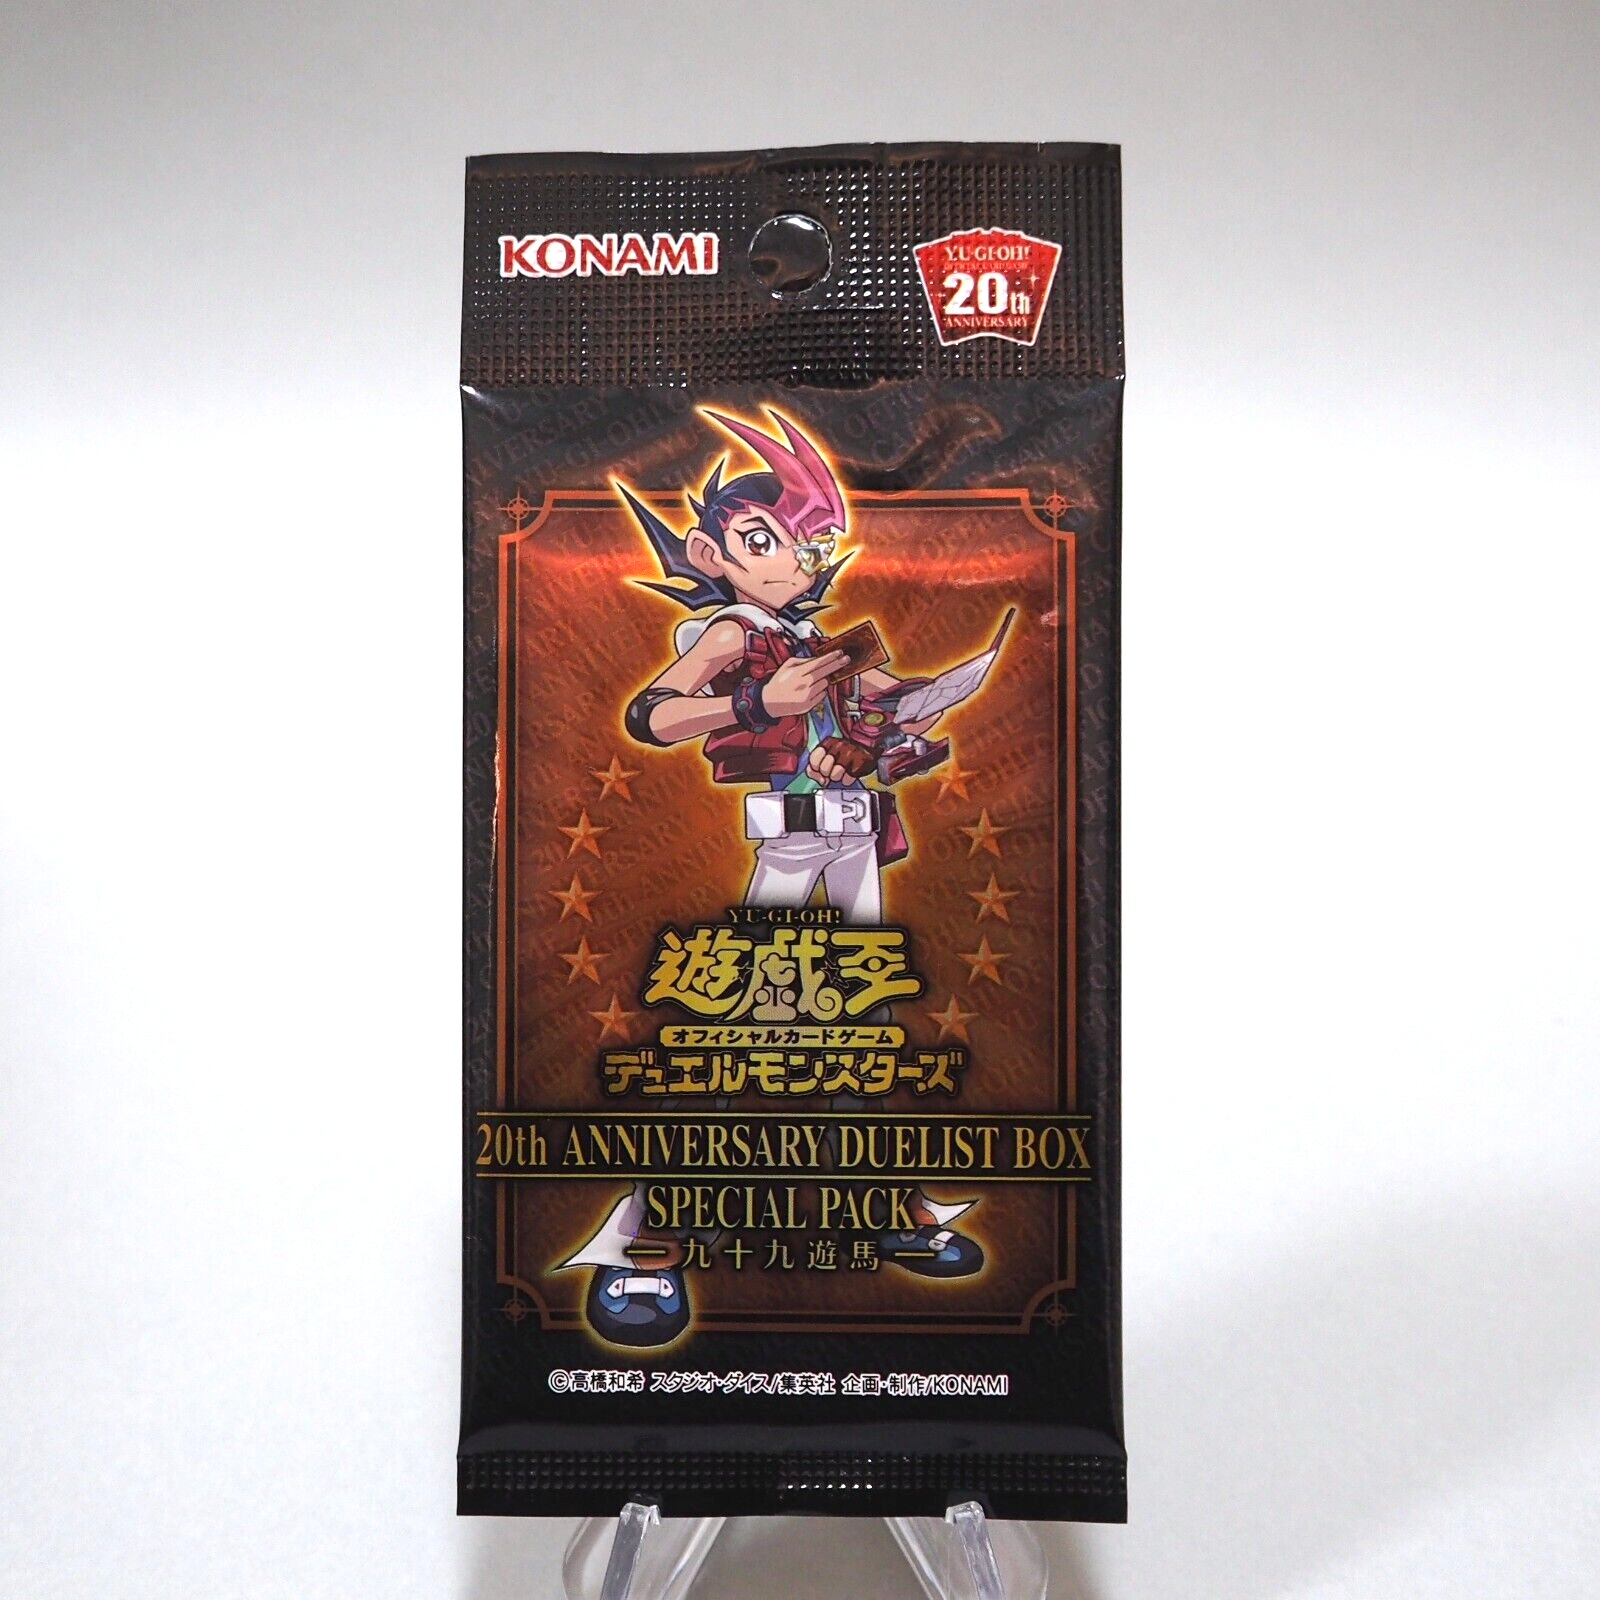 KONAMI
YU-GI-OH!
OFFICIAL CARD GAME
20th
ANNIVERSARY
YU-GI-OH!
遊戯王
オフィシャルカードゲーム
デュエルモンスターズ
20th ANNIVERSARY DUELIST BOX
SPECIAL PACK
―九十九遊馬―
©高橋和希 スタジオ・ダイス/集英社 企画・制作/KONAMI